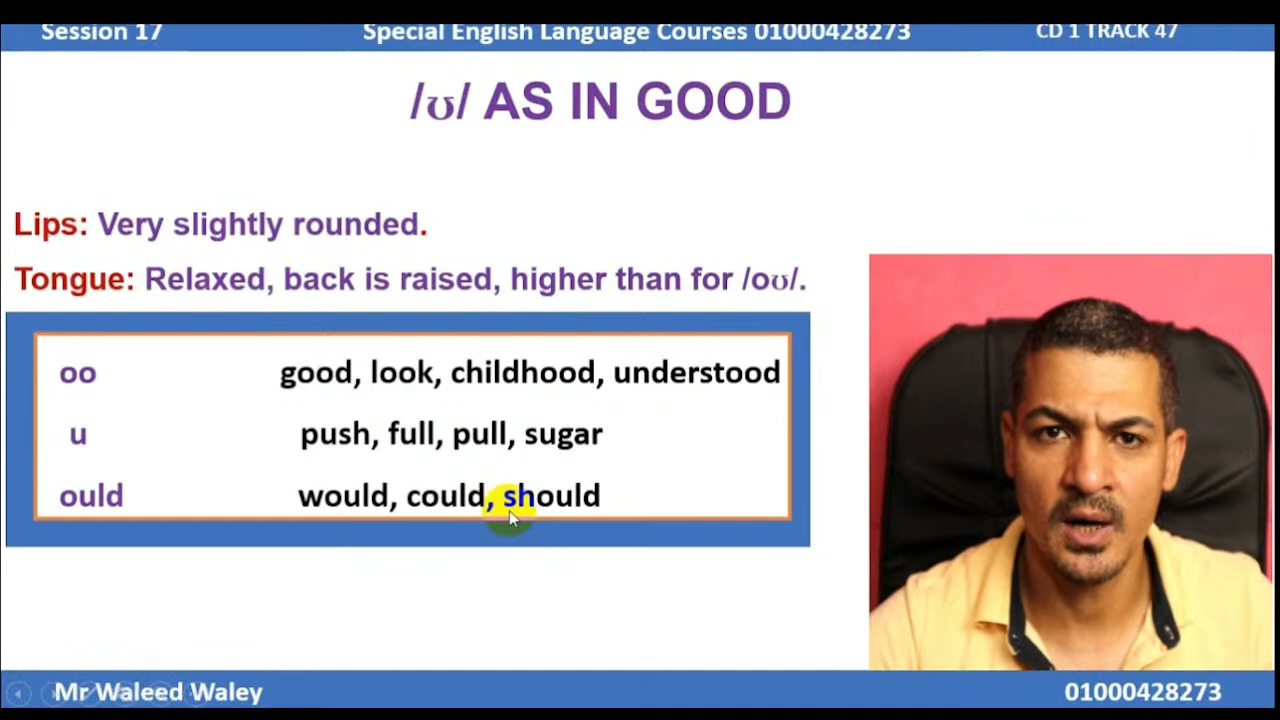 Session 17 Special English Language Courses 01000428273 CD 1 TRACK 47
/ʊ/ AS IN GOOD
Lips: Very slightly rounded.
Tongue: Relaxed, back is raised, higher than for /oʊ/.
oo good, look, childhood, understood
u push, full, pull, sugar
ould would, could, should
Mr Waleed Waley 01000428273